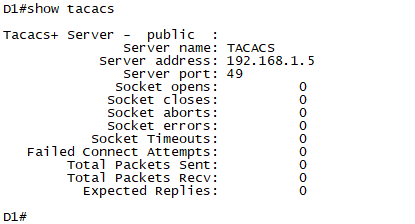 D1#show tacacs
Tacacs+ Server -  public  :
Server name: TACACS
Server address: 192.168.1.5
Server port: 49
Socket opens: 0
Socket closes: 0
Socket aborts: 0
Socket errors: 0
Socket Timeouts: 0
Failed Connect Attempts: 0
Total Packets Sent: 0
Total Packets Recv: 0
Expected Replies: 0
D1#